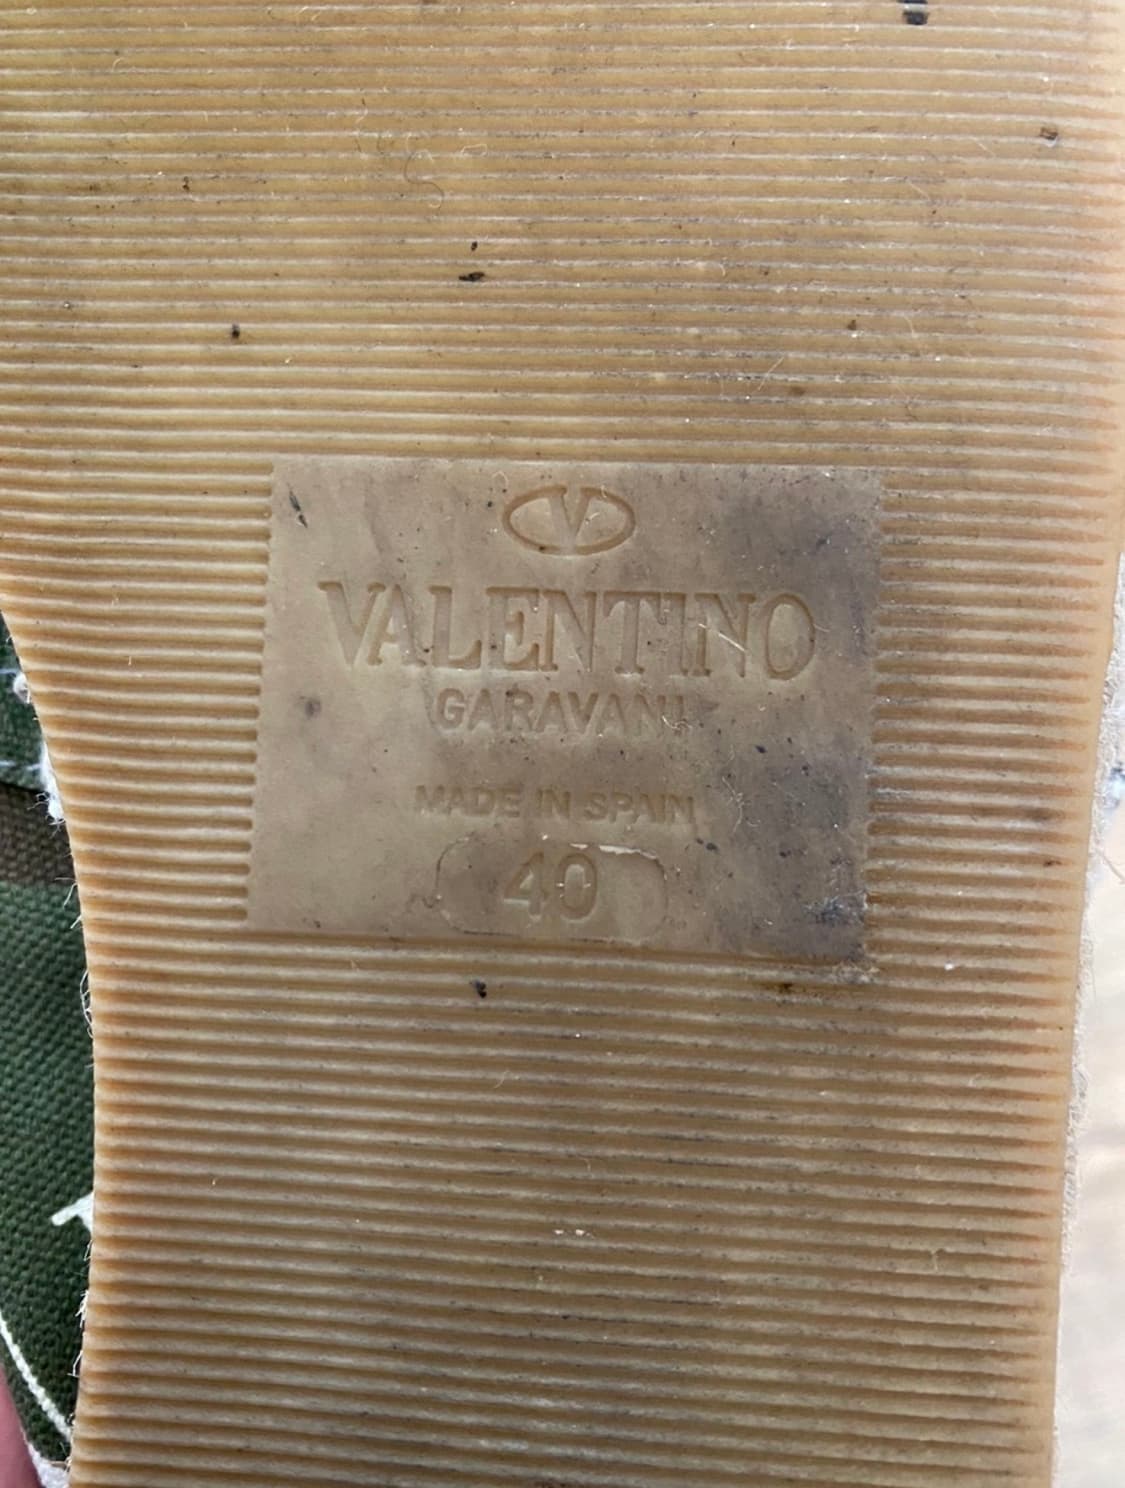 V
VALENTINO
GARAVANI
MADE IN SPAIN
40